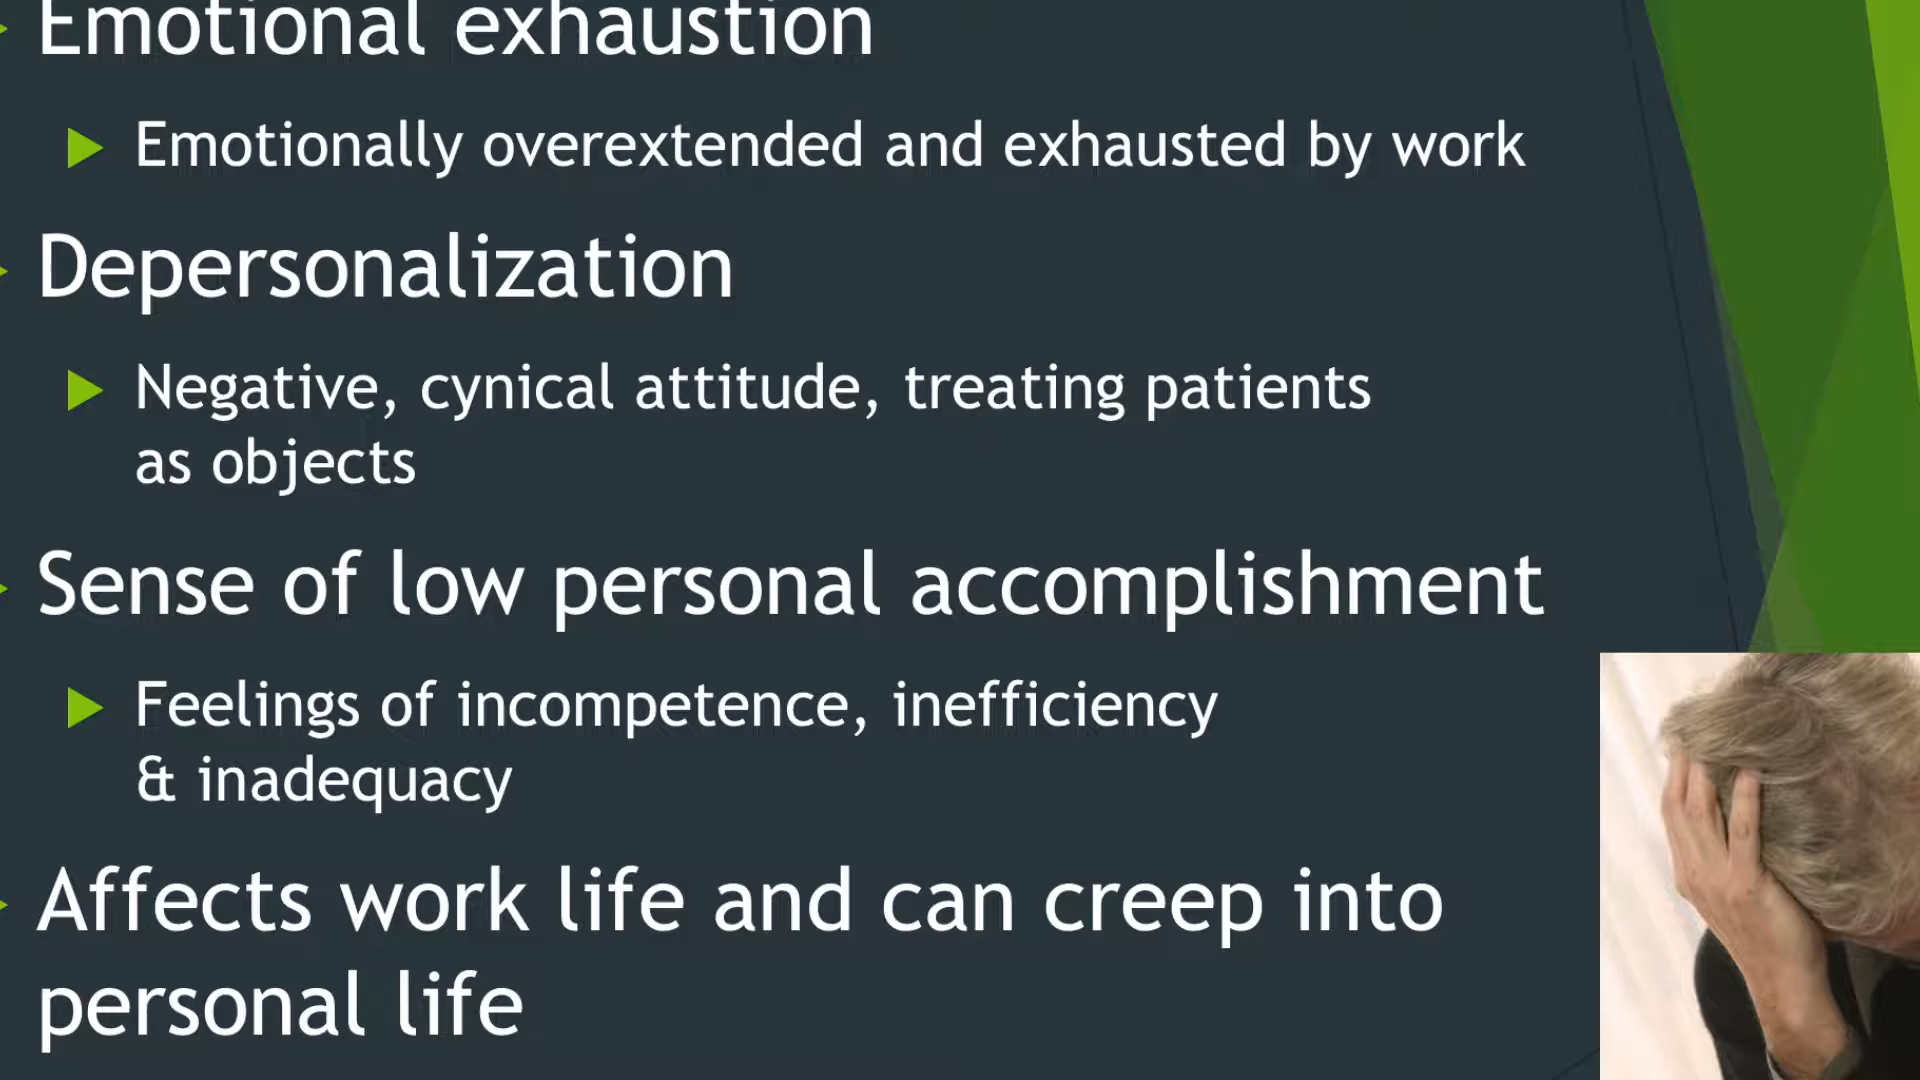 Emotional exhaustion
Emotionally overextended and exhausted by work
Depersonalization
Negative, cynical attitude, treating patients
as objects
Sense of low personal accomplishment
Feelings of incompetence, inefficiency
& inadequacy
Affects work life and can creep into
personal life